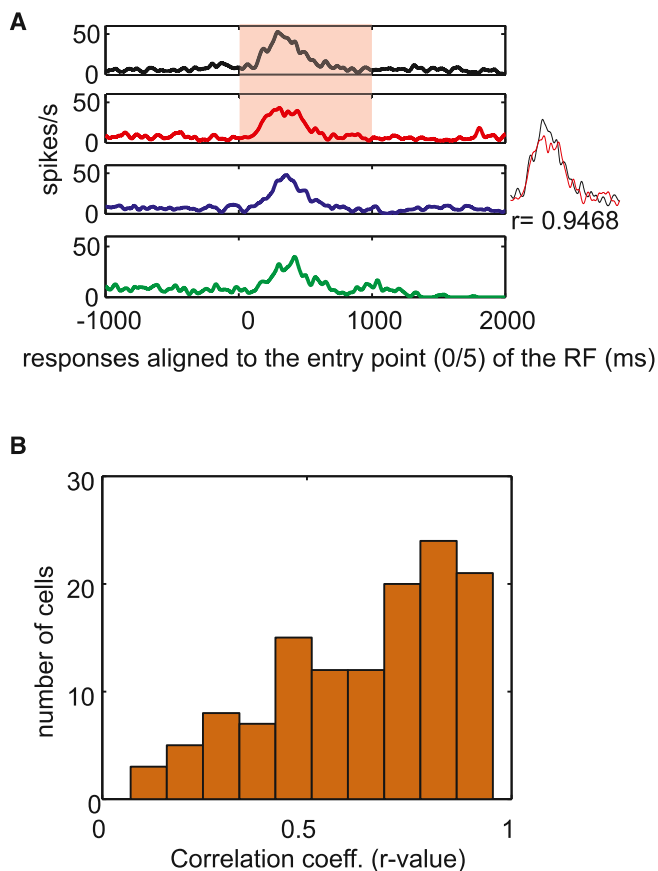 A
50
0
50
0
50
0
50
0
spikes/s
r= 0.9468
-1000 0 1000 2000
responses aligned to the entry point (0/5) of the RF (ms)
B
30
20
10
0
number of cells
0 0.5 1
Correlation coeff. (r-value)